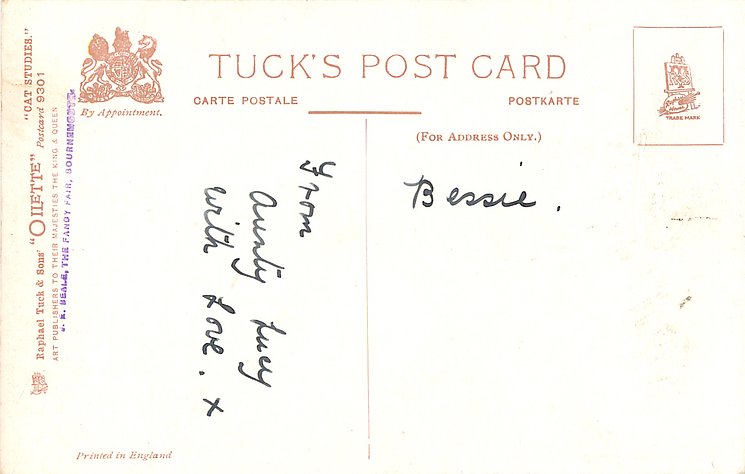 TUCK'S POST CARD
CARTE POSTALE
POSTKARTE
(FOR ADDRESS ONLY.)
By Appointment.
TRADE MARK
"CAT STUDIES."
Raphael Tuck & Sons' "OILETTE" Postcard 9301
ART PUBLISHERS TO THEIR MAJESTIES THE KING & QUEEN
BEALE, THE FANCY FAIR, BOURNEMOUTH
From
Aunty Lucy
with Love. x
Bessie.
Printed in England